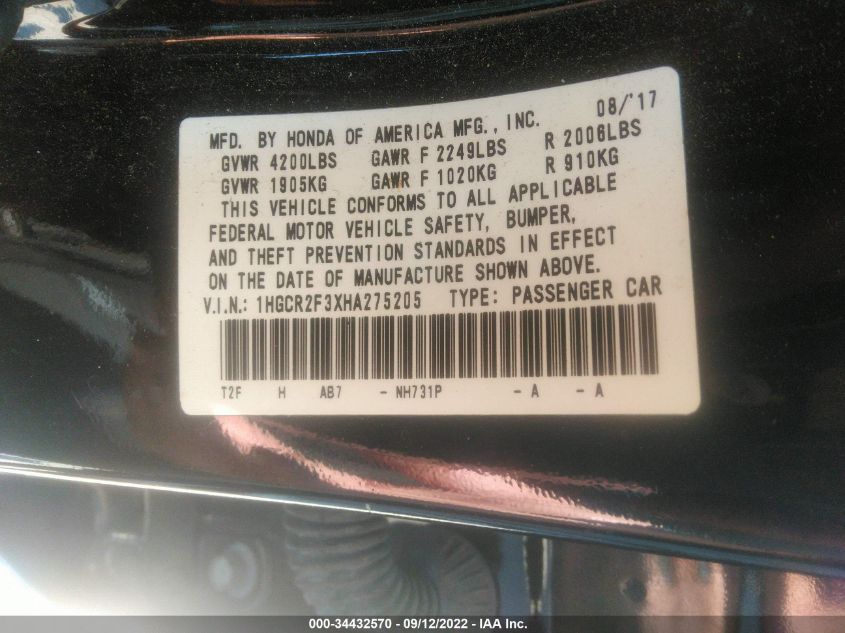 08/'17
MFD. BY HONDA OF AMERICA MFG., INC.
GVWR 4200LBS GAWR F 2249LBS R 2006LBS
GVWR 1905KG GAWR F 1020KG R 910KG
THIS VEHICLE CONFORMS TO ALL APPLICABLE
FEDERAL MOTOR VEHICLE SAFETY, BUMPER,
AND THEFT PREVENTION STANDARDS IN EFFECT
ON THE DATE OF MANUFACTURE SHOWN ABOVE.
V.I.N.: 1HGCR2F3XHA275205 TYPE: PASSENGER CAR
T2F H AB7 - NH731P - A - A
000-34432570 / 09/12/2022 - IAA Inc.